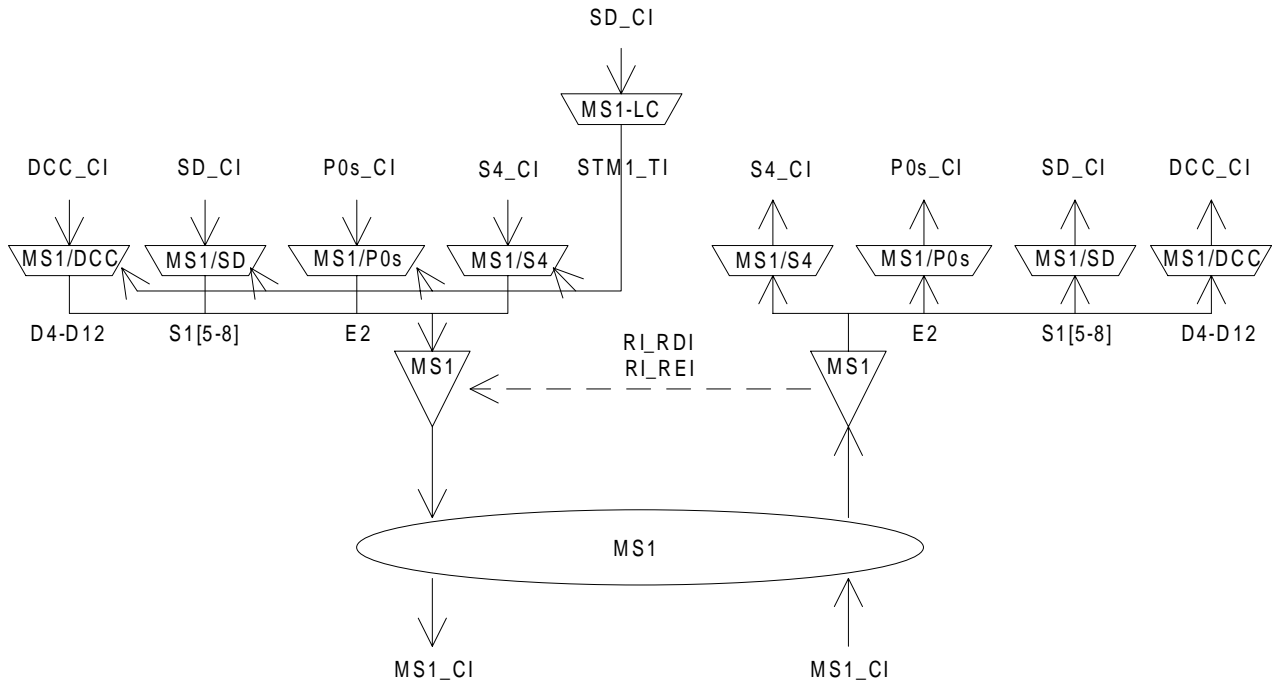 SD_CI
MS1-LC
DCC_CI SD_CI P0s_CI S4_CI STM1_TI S4_CI P0s_CI SD_CI DCC_CI
MS1/DCC MS1/SD MS1/P0s MS1/S4 MS1/S4 MS1/P0s MS1/SD MS1/DCC
D4-D12 S1[5-8] E2 E2 S1[5-8] D4-D12
RI_RDI
MS1 RI_REI MS1
MS1
MS1_CI MS1_CI